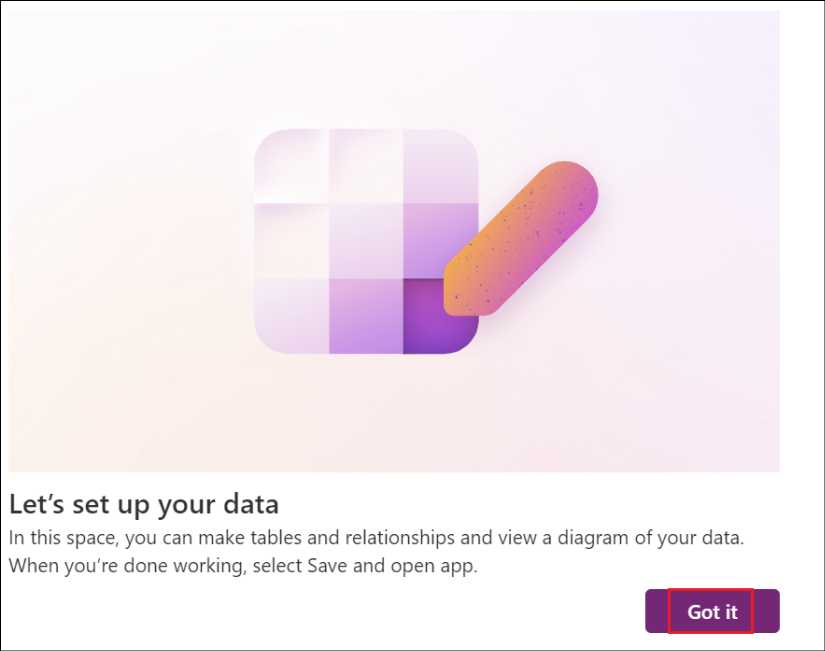 Let’s set up your data
In this space, you can make tables and relationships and view a diagram of your data.
When you’re done working, select Save and open app.
Got it